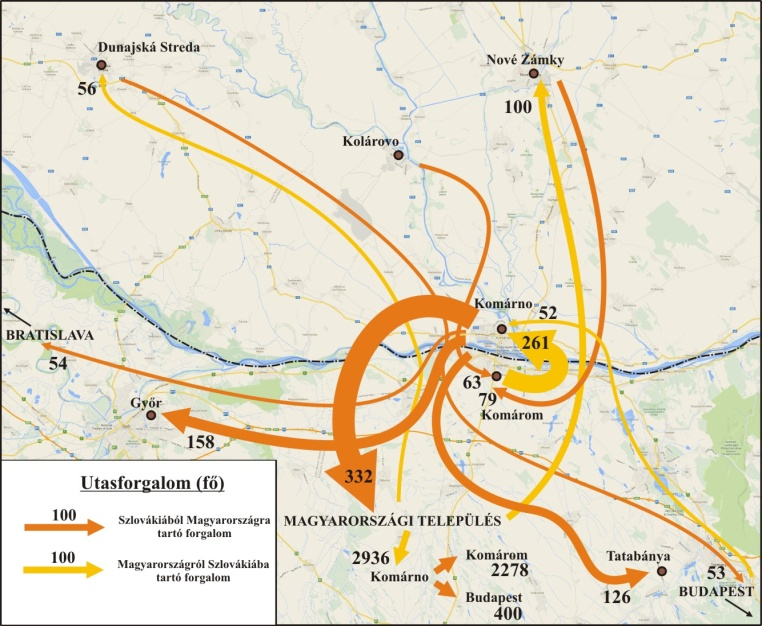 Dunajská Streda
56
Nové Zámky
100
Kolárovo
Komárno
52
261
BRATISLAVA
54
63
79
Komárom
Győr
158
332
MAGYARORSZÁGI TELEPÜLÉS
2936
Komárno
Komárom
2278
Budapest
400
Tatabánya
126
53
BUDAPEST
Utasforgalom (fő)
100
Szlovákiából Magyarországra
tartó forgalom
100
Magyarországról Szlovákiába
tartó forgalom